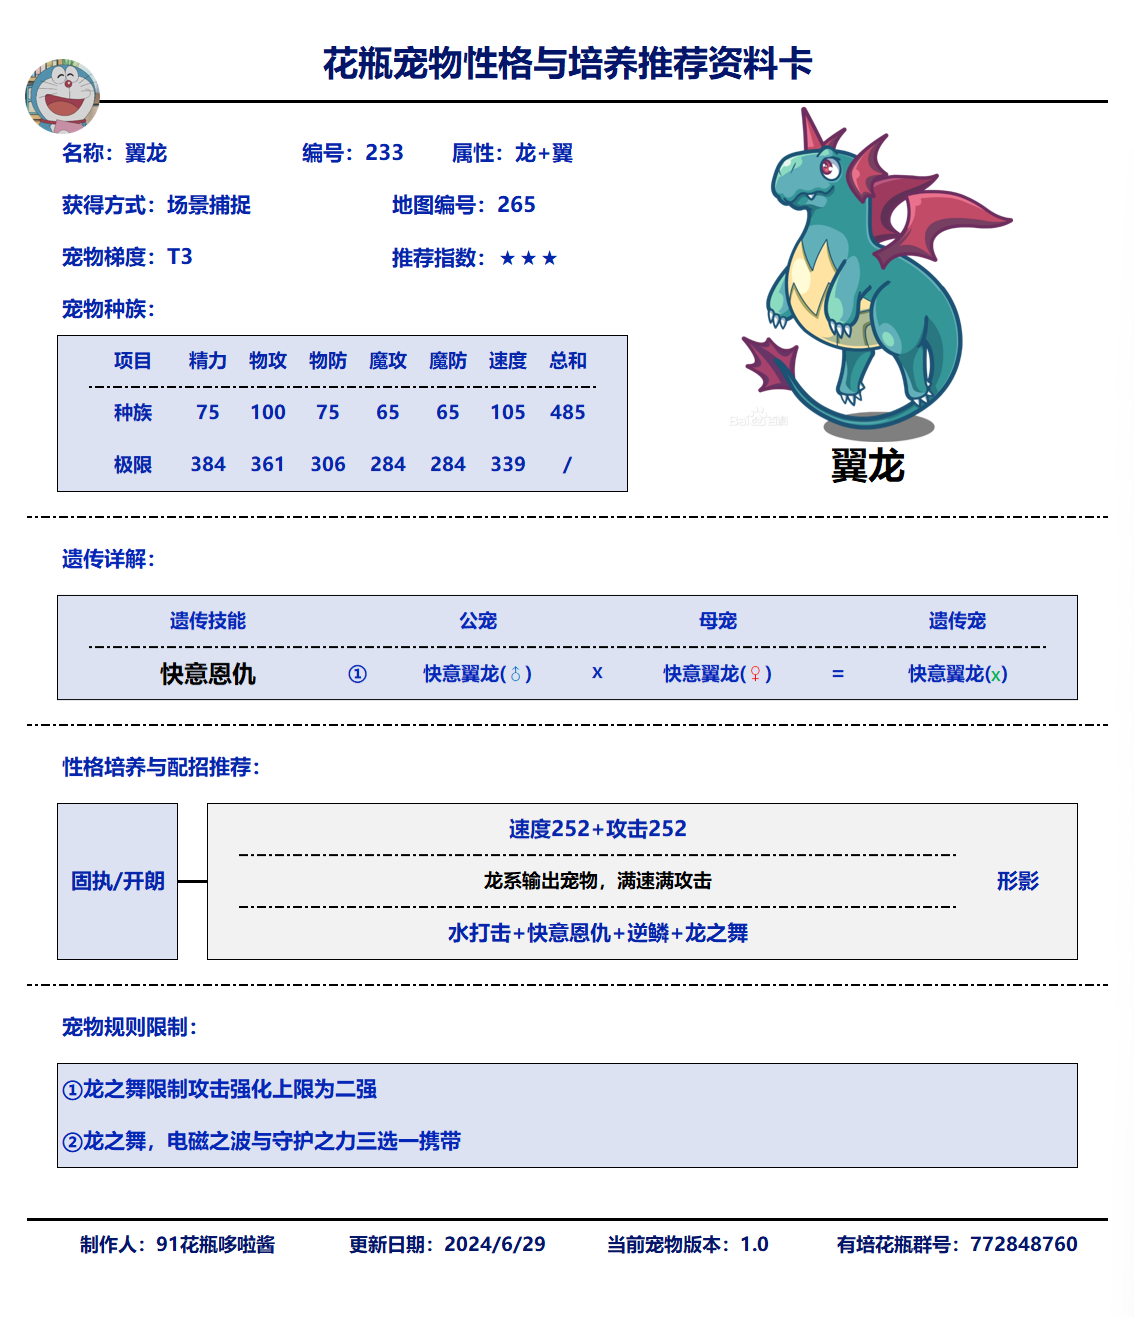 花瓶宠物性格与培养推荐资料卡
名称：翼龙 编号：233 属性：龙+翼
获得方式：场景捕捉 地图编号：265
宠物梯度：T3 推荐指数：★★★
宠物种族：
项目 精力 物攻 物防 魔攻 魔防 速度 总和
种族 75 100 75 65 65 105 485
极限 384 361 306 284 284 339 /
Bai百科
翼龙
遗传详解：
遗传技能 公宠 母宠 遗传宠
快意恩仇 ① 快意翼龙(♂) X 快意翼龙(♀) = 快意翼龙(x)
性格培养与配招推荐：
固执/开朗
速度252+攻击252
龙系输出宠物，满速满攻击
形影
水打击+快意恩仇+逆鳞+龙之舞
宠物规则限制：
①龙之舞限制攻击强化上限为二强
②龙之舞，电磁之波与守护之力三选一携带
制作人：91花瓶哆啦酱 更新日期：2024/6/29 当前宠物版本：1.0 有培花瓶群号：772848760